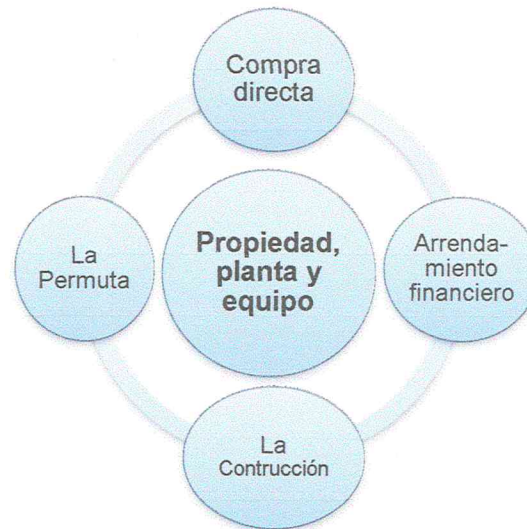 Compra
directa
La
Permuta
Propiedad,
planta y
equipo
Arrenda-
miento
financiero
La
Contrucción